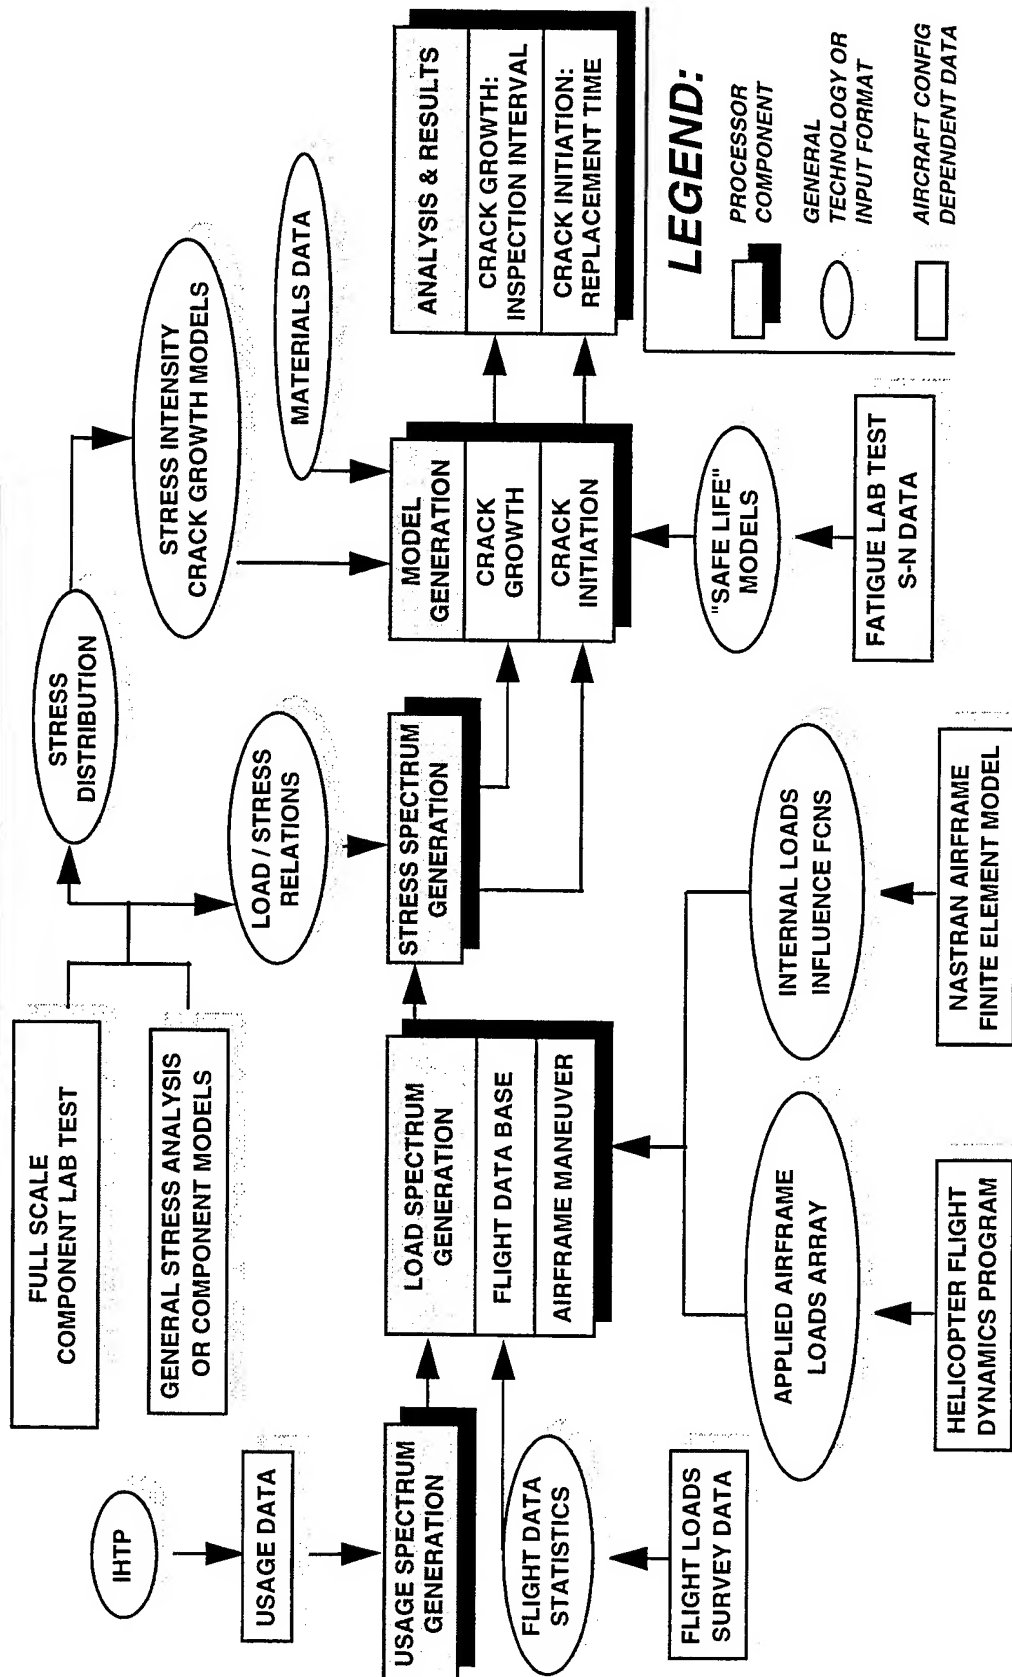 IHTP
USAGE DATA
USAGE SPECTRUM
GENERATION
FLIGHT DATA
STATISTICS
FLIGHT LOADS
SURVEY DATA
FULL SCALE
COMPONENT LAB TEST
GENERAL STRESS ANALYSIS
OR COMPONENT MODELS
LOAD SPECTRUM
GENERATION
FLIGHT DATA BASE
AIRFRAME MANEUVER
APPLIED AIRFRAME
LOADS ARRAY
HELICOPTER FLIGHT
DYNAMICS PROGRAM
STRESS
DISTRIBUTION
LOAD / STRESS
RELATIONS
STRESS SPECTRUM
GENERATION
INTERNAL LOADS
INFLUENCE FCNS
NASTRAN AIRFRAME
FINITE ELEMENT MODEL
STRESS INTENSITY
CRACK GROWTH MODELS
MATERIALS DATA
MODEL
GENERATION
CRACK
GROWTH
CRACK
INITIATION
"SAFE LIFE"
MODELS
FATIGUE LAB TEST
S-N DATA
ANALYSIS & RESULTS
CRACK GROWTH:
INSPECTION INTERVAL
CRACK INITIATION:
REPLACEMENT TIME
LEGEND:
PROCESSOR
COMPONENT
GENERAL
TECHNOLOGY OR
INPUT FORMAT
AIRCRAFT CONFIG
DEPENDENT DATA